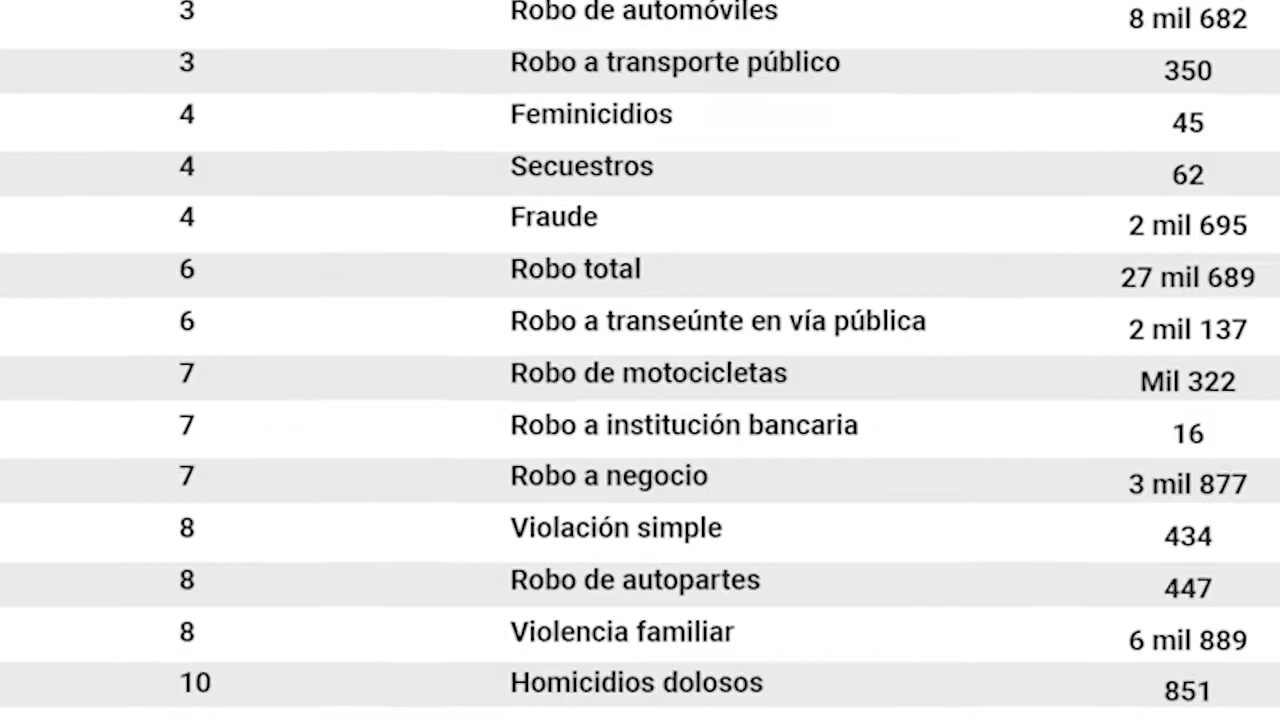 3 Robo de automóviles 8 mil 682
3 Robo a transporte público 350
4 Feminicidios 45
4 Secuestros 62
4 Fraude 2 mil 695
6 Robo total 27 mil 689
6 Robo a transeúnte en vía pública 2 mil 137
7 Robo de motocicletas Mil 322
7 Robo a institución bancaria 16
7 Robo a negocio 3 mil 877
8 Violación simple 434
8 Robo de autopartes 447
8 Violencia familiar 6 mil 889
10 Homicidios dolosos 851